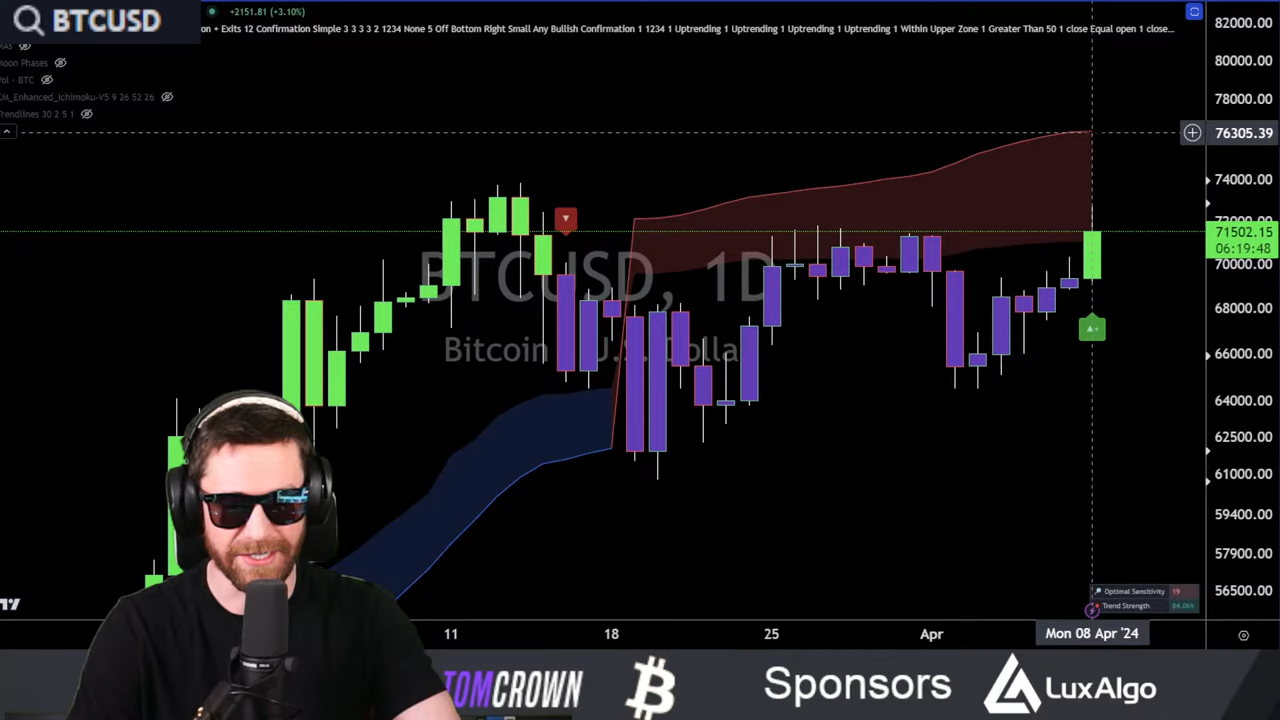 BTCUSD
+2151.81 (+3.10%)
on + Exits 12 Confirmation Simple 3 3 3 3 2 1234 None 5 Off Bottom Right Small Any Bullish Confirmation 1 1234 1 Uptrending 1 Uptrending 1 Uptrending 1 Uptrending 1 Within Upper Zone 1 Greater Than 50 1 close Equal open 1 close...
MAs
Moon Phases
Vol - BTC
CM_Enhanced_Ichimoku-V5 9 26 52 26
Trendlines 30 2 5 1
82000.00
80000.00
78000.00
76305.39
74000.00
72000.00
71502.15
06:19:48
70000.00
68000.00
66000.00
64000.00
62500.00
61000.00
59400.00
57900.00
56500.00
BTCUSD, 1D
Bitcoin U.S. Dolla
Optimal Sensitivity 19
Trend Strength 84.06%
11 18 25 Apr Mon 08 Apr '24
TOMCROWN
Sponsors
LuxAlgo